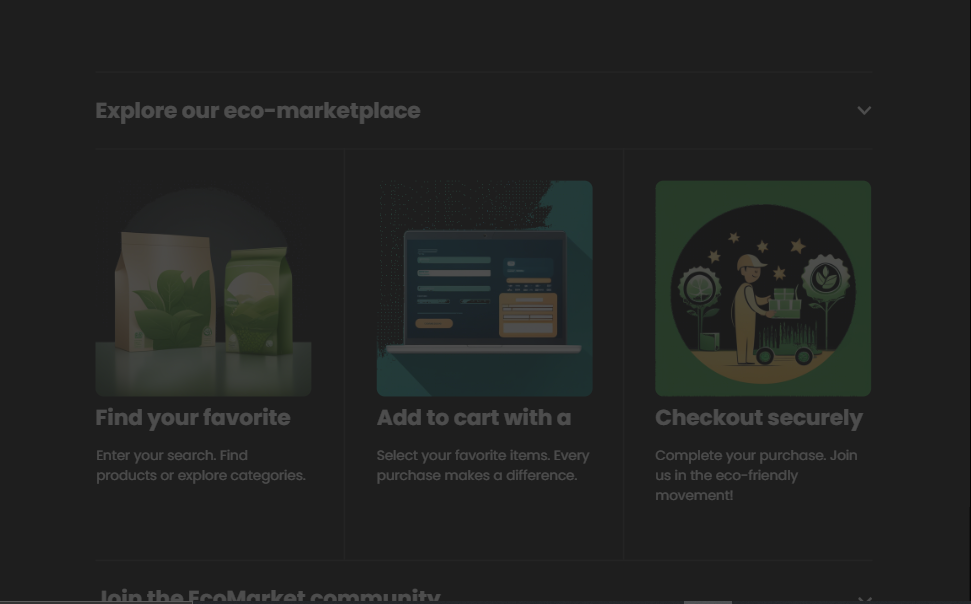 Explore our eco-marketplace
Find your favorite
Enter your search. Find
products or explore categories.
Add to cart with a
Select your favorite items. Every
purchase makes a difference.
Checkout securely
Complete your purchase. Join
us in the eco-friendly
movement!
Join the EcoMarket community